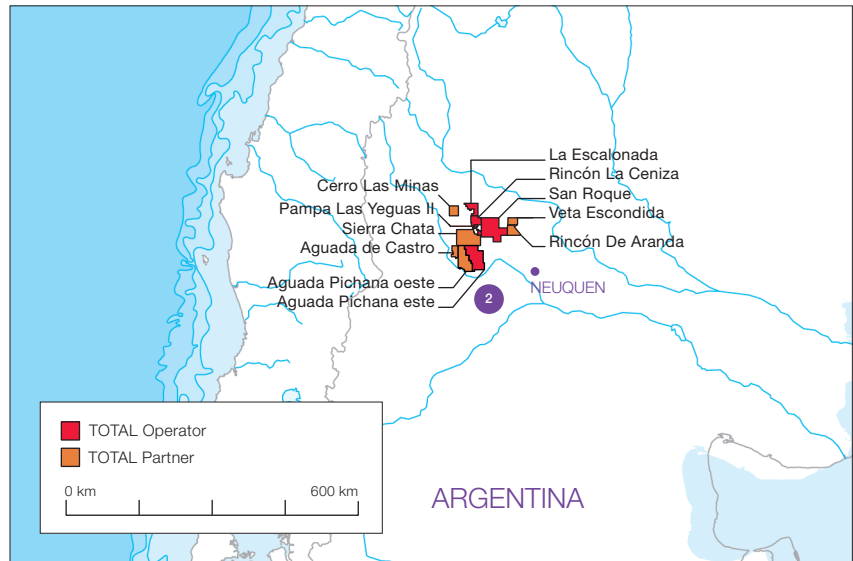 La Escalonada
Rincón La Ceniza
San Roque
Veta Escondida
Rincón De Aranda
Cerro Las Minas
Pampa Las Yeguas II
Sierra Chata
Aguada de Castro
Aguada Pichana oeste
Aguada Pichana este
2
NEUQUEN
TOTAL Operator
TOTAL Partner
0 km 600 km
ARGENTINA